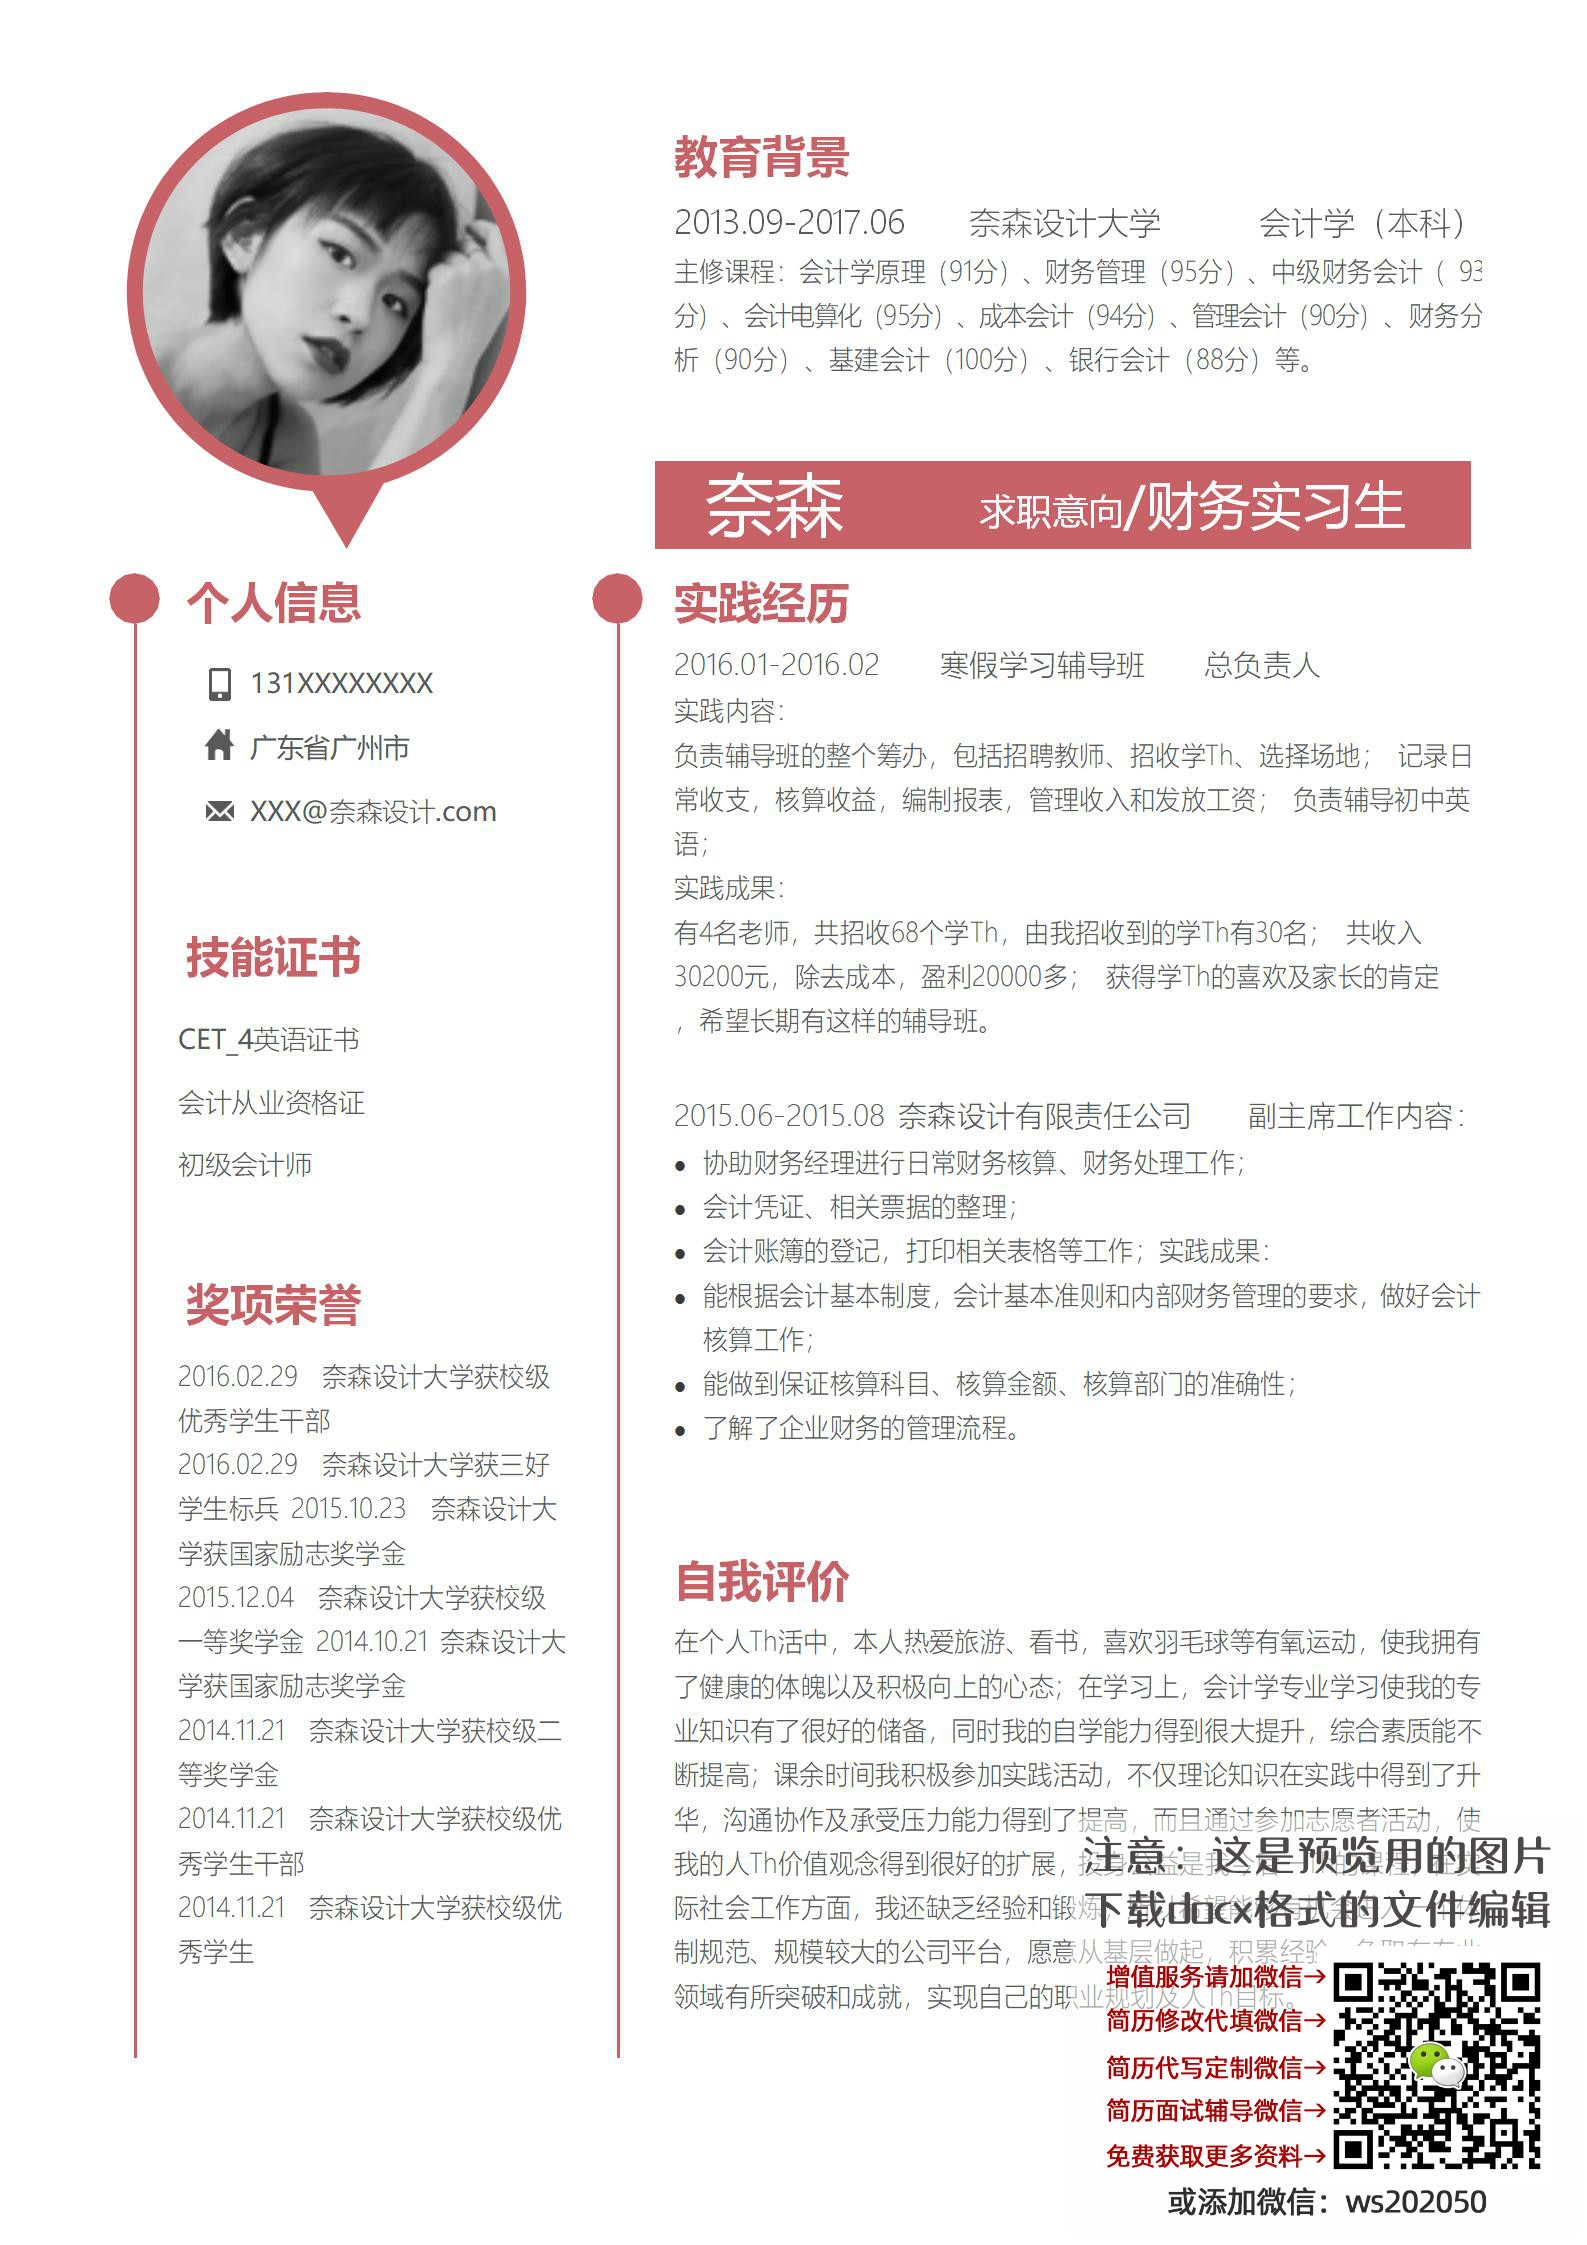 教育背景
2013.09-2017.06 奈森设计大学 会计学（本科）
主修课程：会计学原理（91分）、财务管理（95分）、中级财务会计（ 93
分）、会计电算化（95分）、成本会计（94分）、管理会计（90分）、财务分
析（90分）、基建会计（100分）、银行会计（88分）等。
奈森 求职意向/财务实习生
个人信息
131XXXXXXXX
广东省广州市
XXX@奈森设计.com
技能证书
CET_4英语证书
会计从业资格证
初级会计师
奖项荣誉
2016.02.29 奈森设计大学获校级
优秀学生干部
2016.02.29 奈森设计大学获三好
学生标兵 2015.10.23 奈森设计大
学获国家励志奖学金
2015.12.04 奈森设计大学获校级
一等奖学金 2014.10.21 奈森设计大
学获国家励志奖学金
2014.11.21 奈森设计大学获校级二
等奖学金
2014.11.21 奈森设计大学获校级优
秀学生干部
2014.11.21 奈森设计大学获校级优
秀学生
实践经历
2016.01-2016.02 寒假学习辅导班 总负责人
实践内容：
负责辅导班的整个筹办，包括招聘教师、招收学Th、选择场地； 记录日
常收支，核算收益，编制报表，管理收入和发放工资； 负责辅导初中英
语；
实践成果：
有4名老师，共招收68个学Th，由我招收到的学Th有30名； 共收入
30200元，除去成本，盈利20000多； 获得学Th的喜欢及家长的肯定
，希望长期有这样的辅导班。
2015.06-2015.08 奈森设计有限责任公司 副主席工作内容：
● 协助财务经理进行日常财务核算、财务处理工作；
● 会计凭证、相关票据的整理；
● 会计账簿的登记，打印相关表格等工作；实践成果：
● 能根据会计基本制度，会计基本准则和内部财务管理的要求，做好会计
核算工作；
● 能做到保证核算科目、核算金额、核算部门的准确性；
● 了解了企业财务的管理流程。
自我评价
在个人Th活中，本人热爱旅游、看书，喜欢羽毛球等有氧运动，使我拥有
了健康的体魄以及积极向上的心态；在学习上，会计学专业学习使我的专
业知识有了很好的储备，同时我的自学能力得到很大提升，综合素质能不
断提高；课余时间我积极参加实践活动，不仅理论知识在实践中得到了升
华，沟通协作及承受压力能力得到了提高，而且通过参加志愿者活动，使
我的人Th价值观念得到很好的扩展，
际社会工作方面，我还缺乏经验和锻炼，
制规范、规模较大的公司平台，愿意从基层做起，积累经验
领域有所突破和成就，实现自己的职业规划及人Th目标。
注意：这是预览用的图片
下载docx格式的文件编辑
增值服务请加微信→
简历修改代填微信→
简历代写定制微信→
简历面试辅导微信→
免费获取更多资料→
或添加微信：ws202050